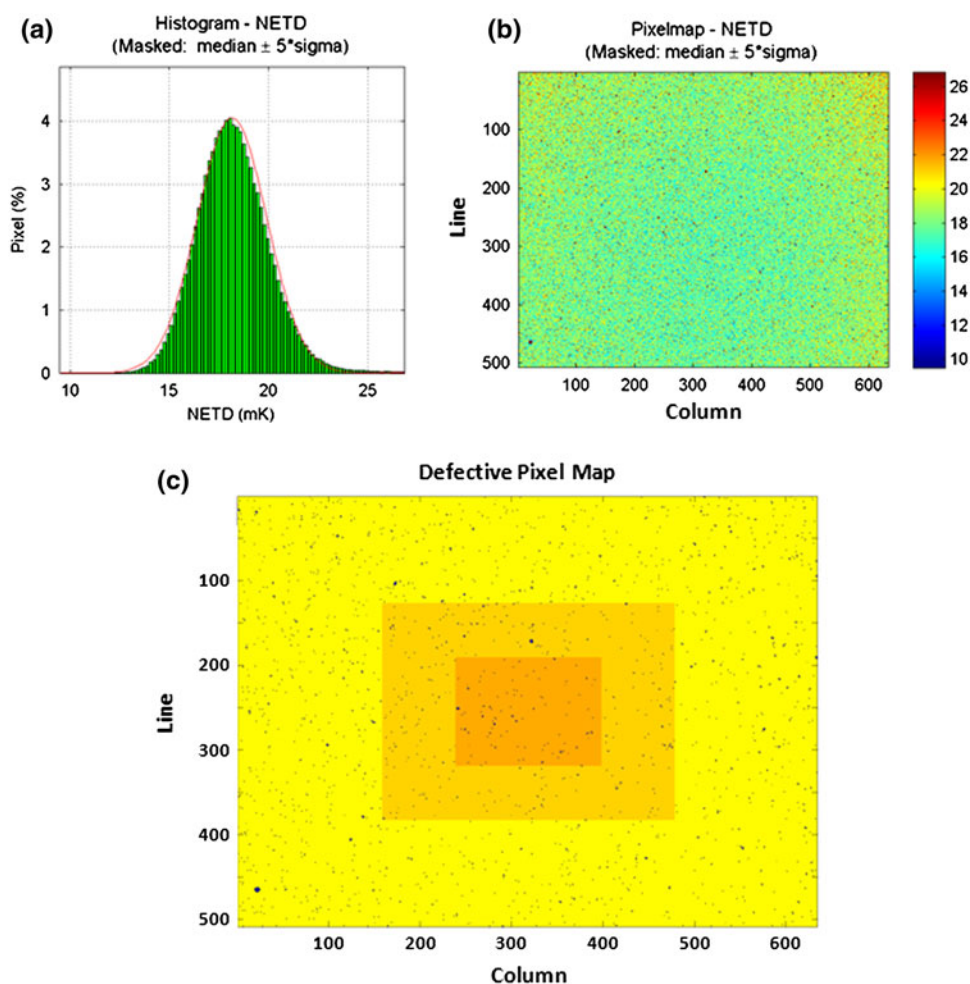 (a)
Histogram - NETD
(Masked: median ± 5*sigma)
Pixel (%)
4
3
2
1
0
10 15 20 25
NETD (mK)
(b)
Pixelmap - NETD
(Masked: median ± 5*sigma)
Line
100
200
300
400
500
100 200 300 400 500 600
Column
26
24
22
20
18
16
14
12
10
(c)
Defective Pixel Map
Line
100
200
300
400
500
100 200 300 400 500 600
Column